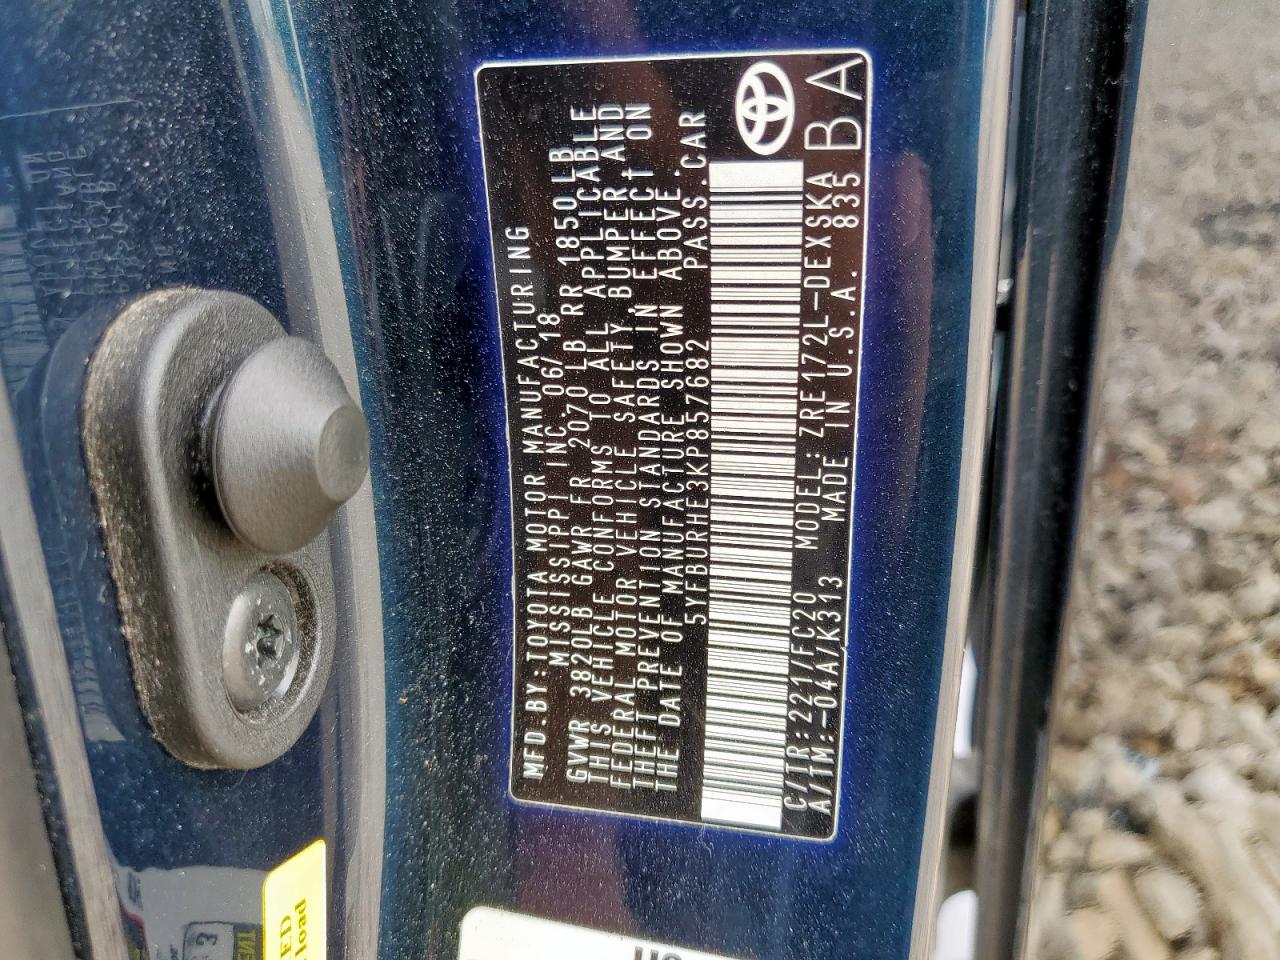 MFD.BY:TOYOTA MOTOR MANUFACTURING
MISSISSIPPI INC 06/18
GVWR 3820LB GAWR FR 2070 LB RR 1850LB
THIS VEHICLE CONFORMS TO ALL APPLICABLE
FEDERAL MOTOR VEHICLE SAFETY, BUMPER AND
THEFT PREVENTION STANDARDS IN EFFECT ON
THE DATE OF MANUFACTURE SHOWN ABOVE.
5YFBURHE3KP857682 PASS.CAR
C/TR:221/FC20 MODEL:ZRE172L-DEXSKA
A/TM:-04A/K313 MADE IN U.S.A. 835
BA
load